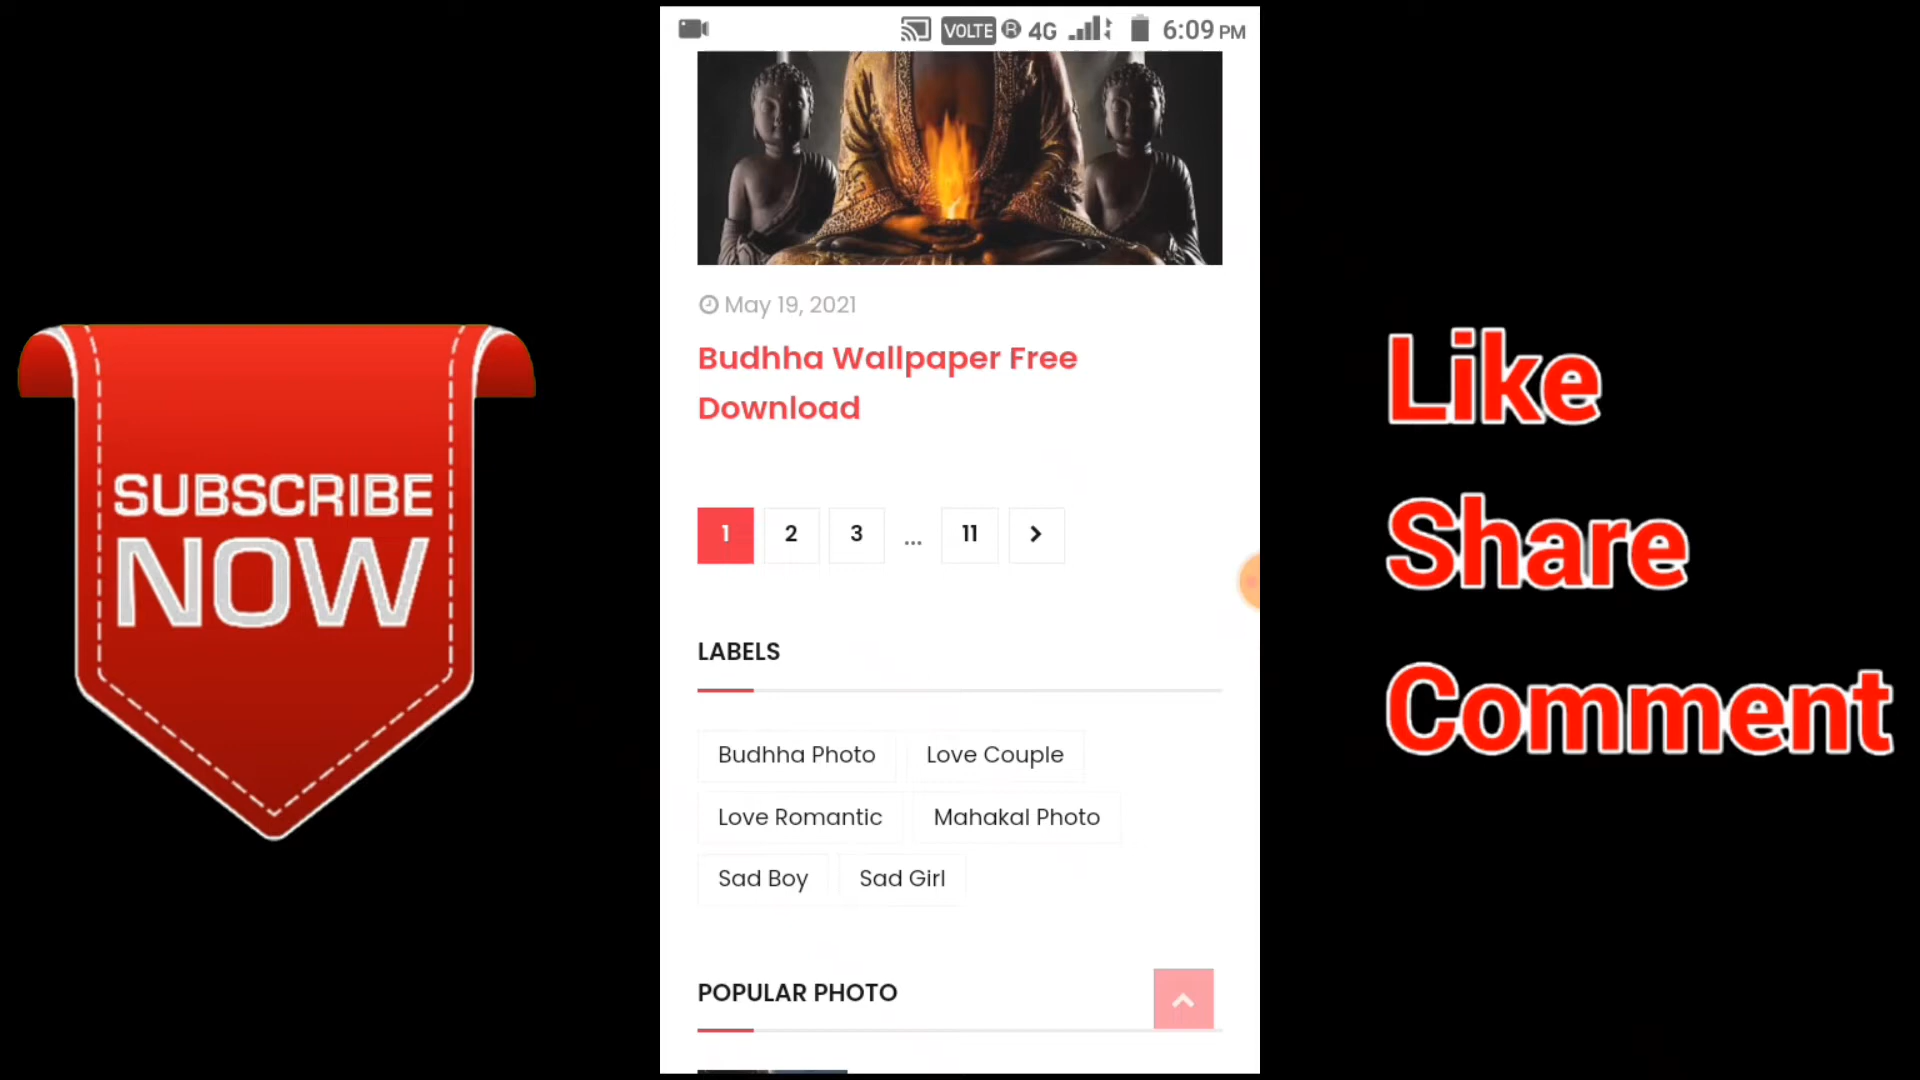 VOLTE R 4G 6:09 PM
May 19, 2021
Budhha Wallpaper Free
Download
1 2 3 ... 11
LABELS
Budhha Photo Love Couple
Love Romantic Mahakal Photo
Sad Boy Sad Girl
POPULAR PHOTO
SUBSCRIBE
NOW
Like
Share
Comment